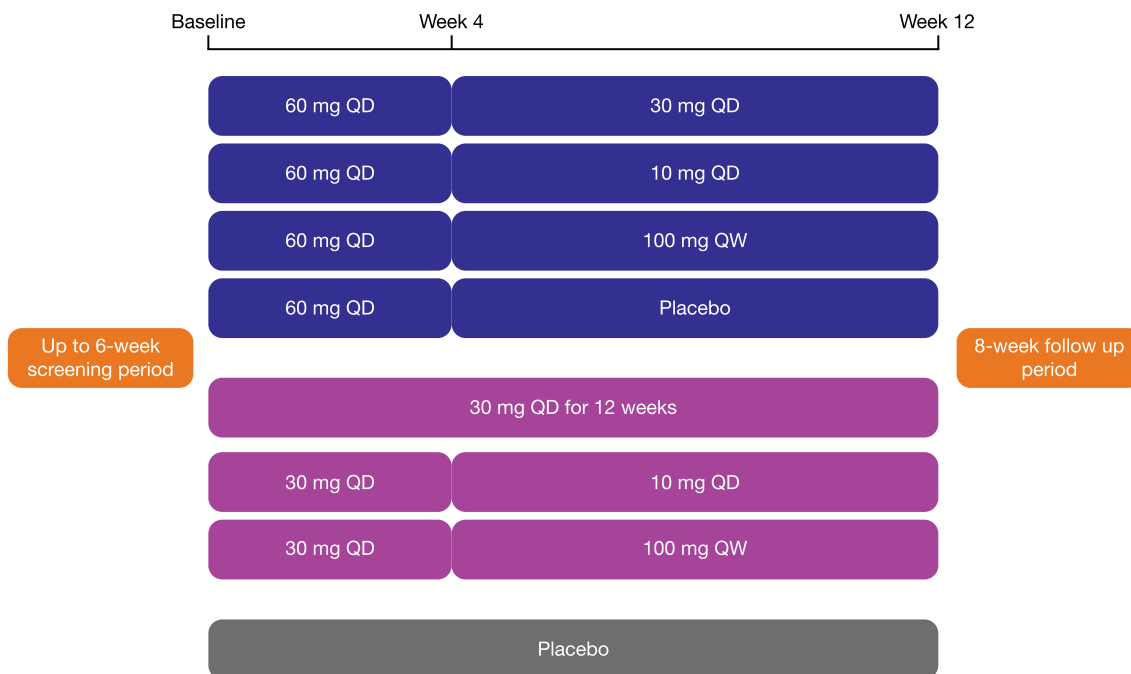 Baseline
Week 4
Week 12
60 mg QD
30 mg QD
60 mg QD
10 mg QD
60 mg QD
100 mg QW
60 mg QD
Placebo
Up to 6-week
screening period
8-week follow up
period
30 mg QD for 12 weeks
30 mg QD
10 mg QD
30 mg QD
100 mg QW
Placebo